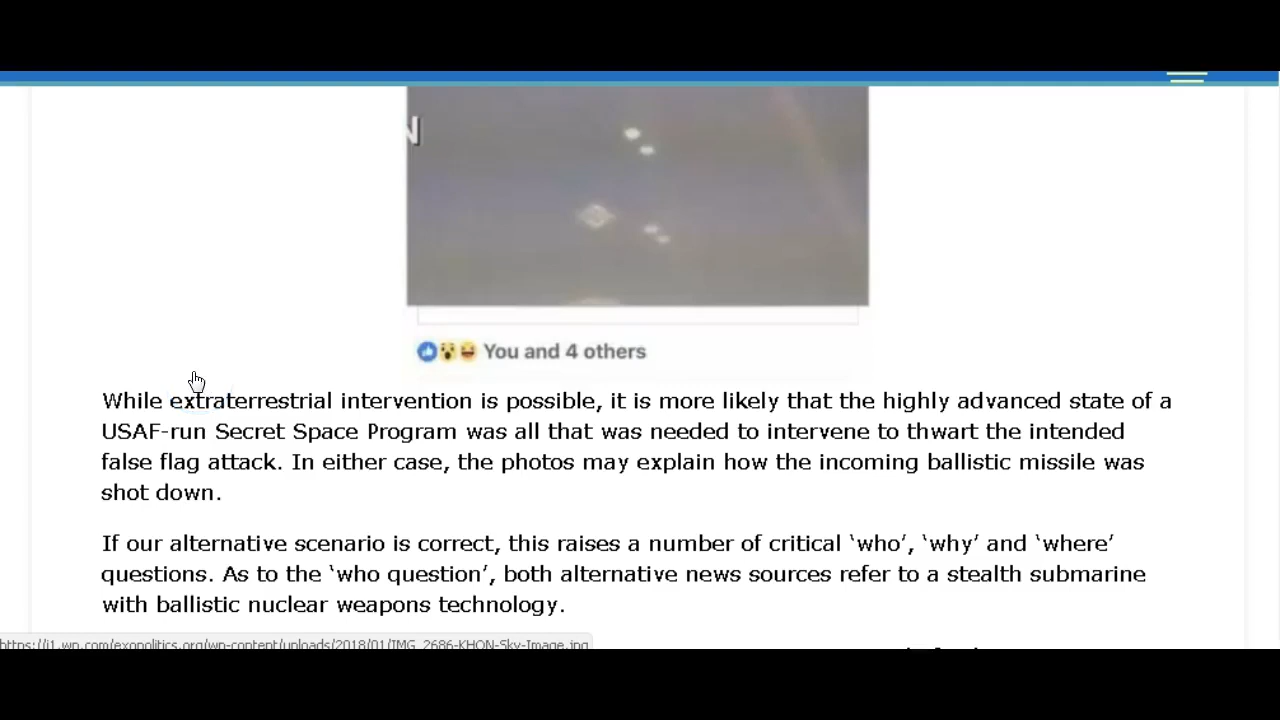 N
You and 4 others
While extraterrestrial intervention is possible, it is more likely that the highly advanced state of a
USAF-run Secret Space Program was all that was needed to intervene to thwart the intended
false flag attack. In either case, the photos may explain how the incoming ballistic missile was
shot down.
If our alternative scenario is correct, this raises a number of critical ‘who’, ‘why’ and ‘where’
questions. As to the ‘who question’, both alternative news sources refer to a stealth submarine
with ballistic nuclear weapons technology.
https://i1.wp.com/exopolitics.org/wp-content/uploads/2018/01/IMG_2686-KHON-Sky-Image.jpg